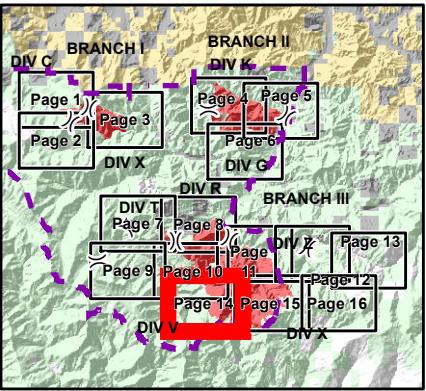 BRANCH I
BRANCH II
DIV C
DIV K
Page 1
Page 4
Page 5
Page 3
Page 2
Page 6
DIV X
DIV G
DIV R
BRANCH III
DIV T
Page 7
Page 8
DIV Z
Page 13
Page 9
Page 10
Page 11
Page 12
Page 14
Page 15
Page 16
DIV V
DIV X